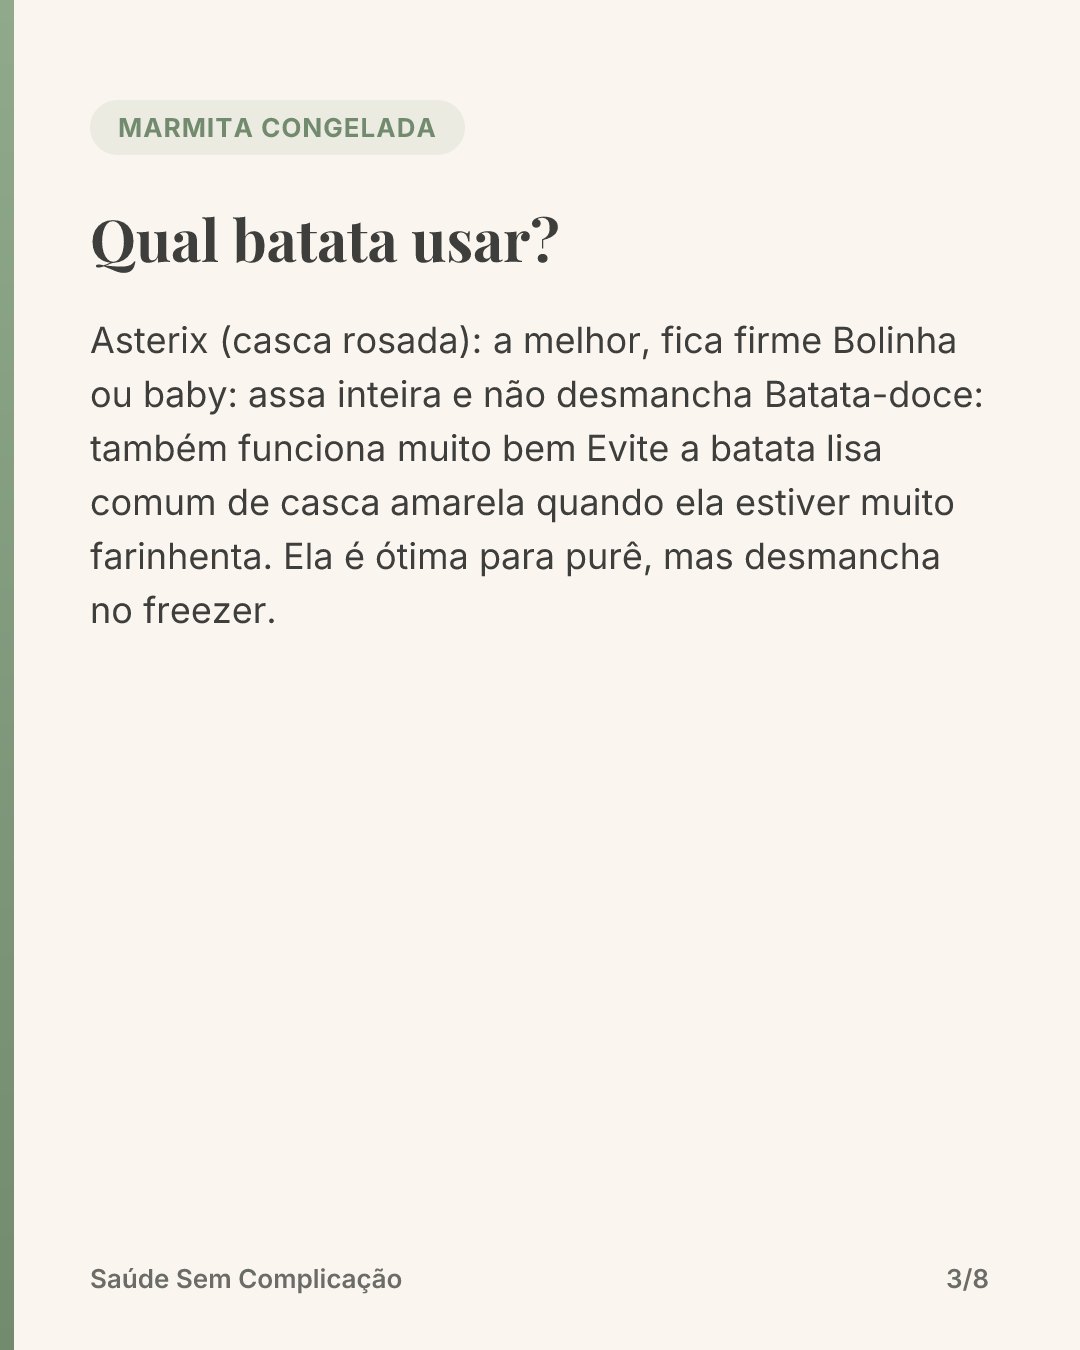 MARMITA CONGELADA
Qual batata usar?
Asterix (casca rosada): a melhor, fica firme Bolinha
ou baby: assa inteira e não desmancha Batata-doce:
também funciona muito bem Evite a batata lisa
comum de casca amarela quando ela estiver muito
farinhenta. Ela é ótima para purê, mas desmancha
no freezer.
Saúde Sem Complicação
3/8